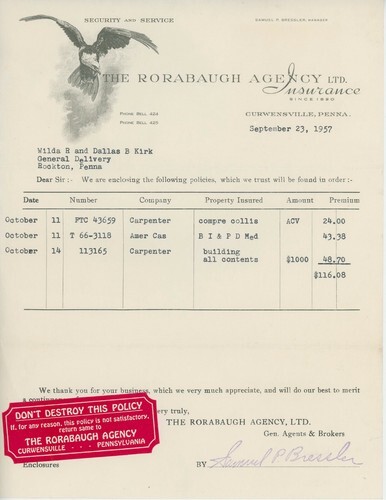 SECURITY AND SERVICE
SAMUEL P. BRESSLER, MANAGER
THE RORABAUGH AGENCY LTD.
Insurance
SINCE 1880
PHONE BELL 424
PHONE BELL 425
CURWENSVILLE, PENNA.
September 23, 1957
Wilda R and Dallas B Kirk
General Delivery
Rockton, Penna
Dear Sir :- We are enclosing the following policies, which we trust will be found in order :-
Date Number Company Property Insured Amount Premium
October 11 PTC 43659 Carpenter compre collis ACV 24.00
October 11 T 66-3118 Amer Cas B I & P D Med 43.38
October 14 113165 Carpenter building
all contents $1000 48.70
$116.08
We thank you for your business, which we very much appreciate, and will do our best to merit
a
very truly,
THE RORABAUGH AGENCY, LTD.
Gen. Agents & Brokers
DON'T DESTROY THIS POLICY
If, for any reason, this policy is not satisfactory,
return same to
THE RORABAUGH AGENCY
CURWENSVILLE . . . PENNSYLVANIA
Enclosures
BY Samuel P. Bressler